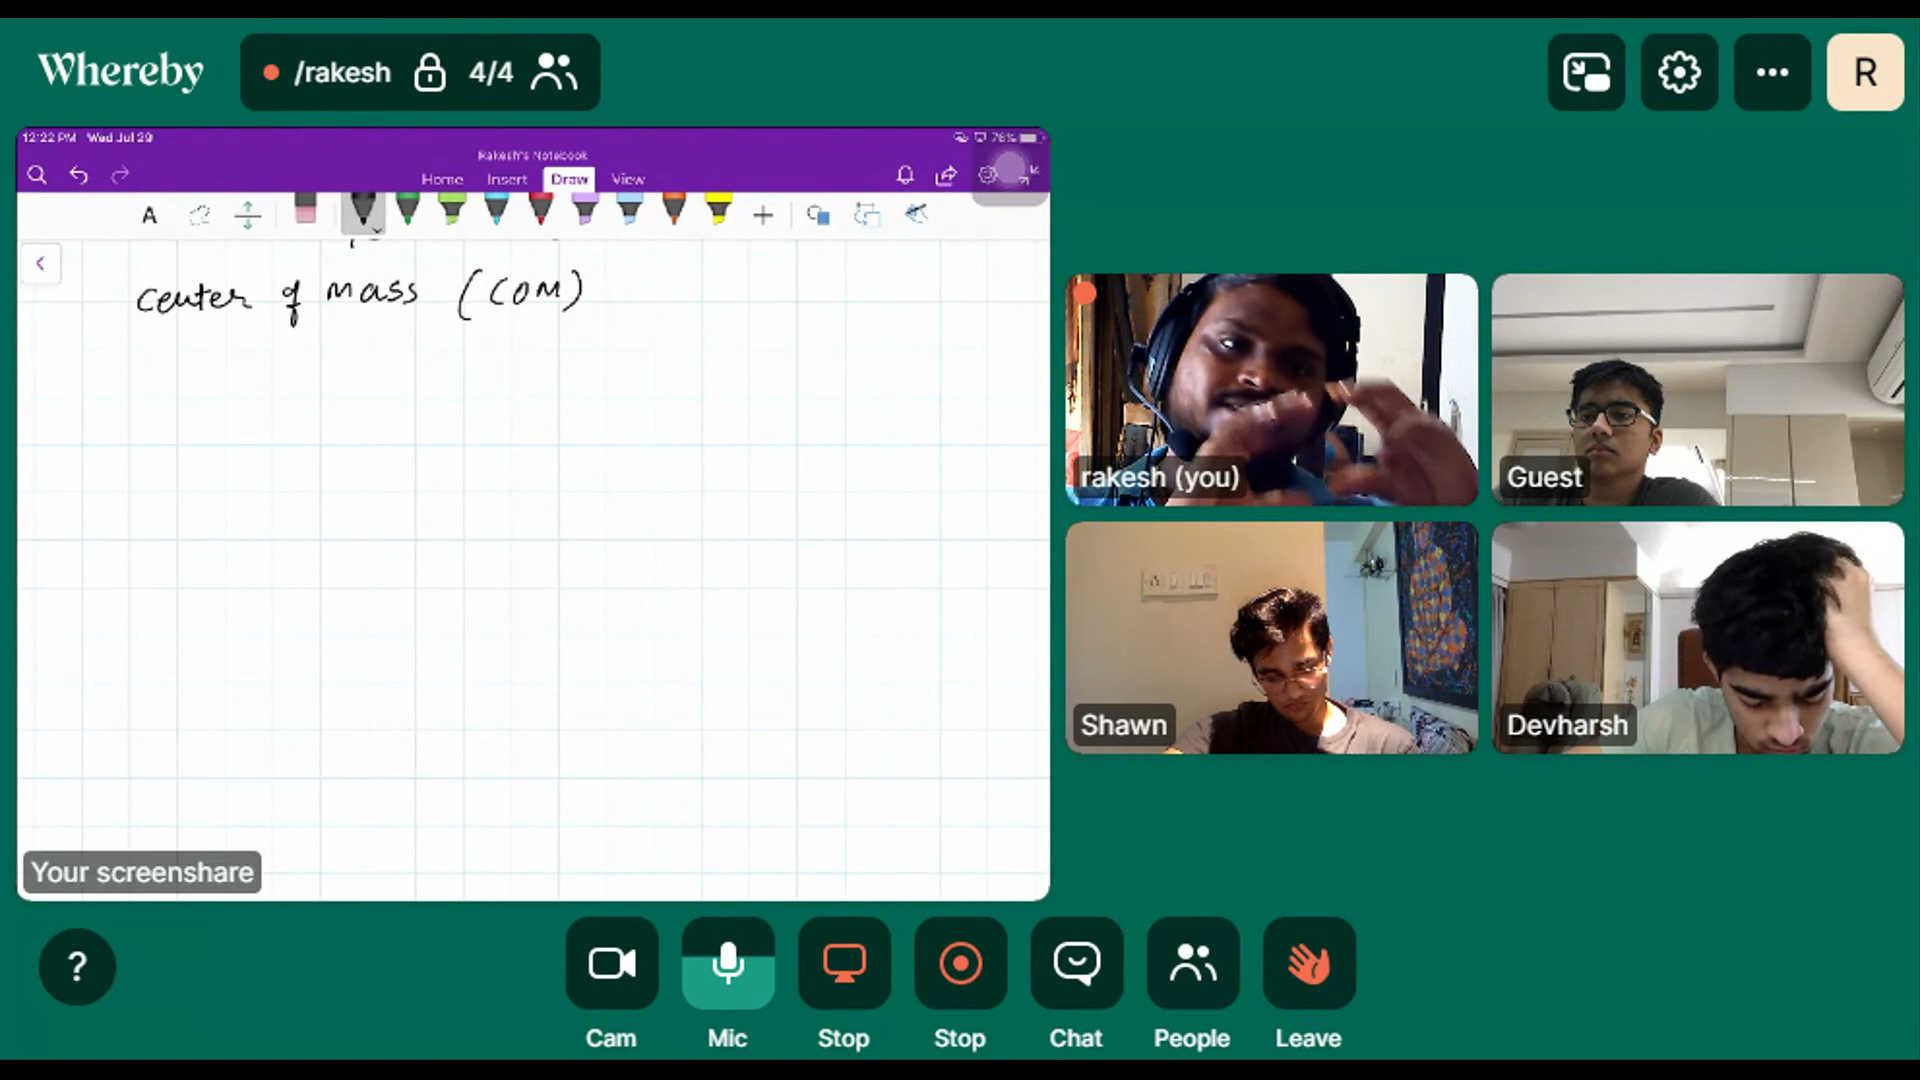 Whereby
/rakesh 4/4
R
12:22 PM Wed Jul 29
76%
Rakesh's Notebook
Home Insert Draw View
A
center of mass (COM)
Your screenshare
rakesh (you)
Guest
Shawn
Devharsh
?
Cam Mic Stop Stop Chat People Leave